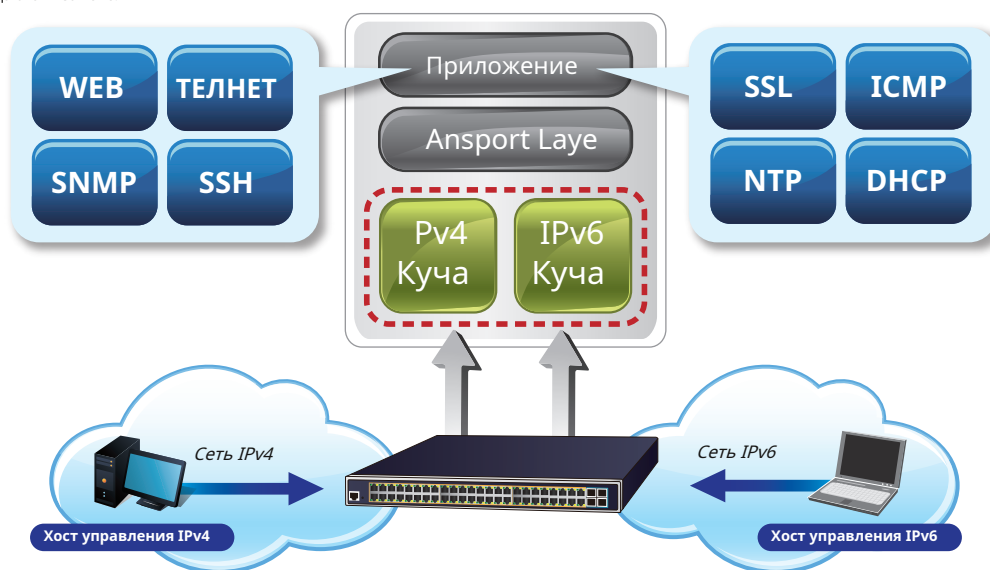 Приложение
WEB
ТЕЛНЕТ
SNMP
SSH
SSL
ICMP
NTP
DHCP
Ansport Laye
Pv4
Куча
IPv6
Куча
Сеть IPv4
Сеть IPv6
Хост управления IPv4
Хост управления IPv6